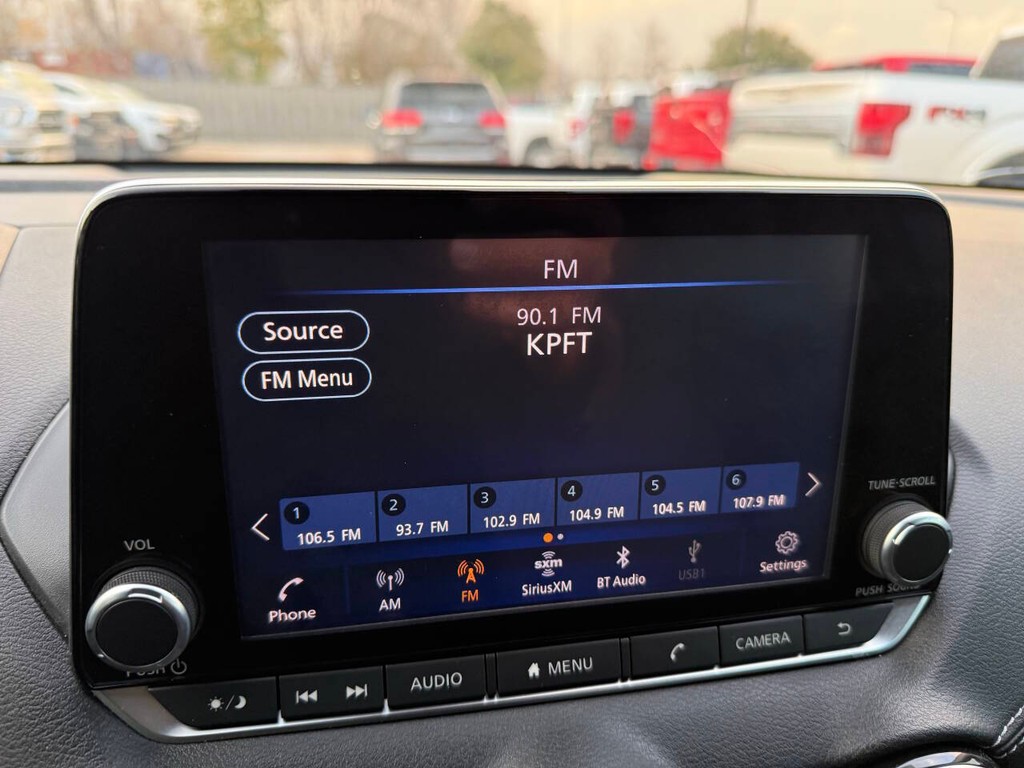 FX4
FM
90.1 FM
KPFT
Source
FM Menu
1 106.5 FM
2 93.7 FM
3 102.9 FM
4 104.9 FM
5 104.5 FM
6 107.9 FM
Phone
AM
FM
sxm
SiriusXM
BT Audio
USB1
Settings
VOL
TUNE·SCROLL
PUSH
PUSH SOUND
AUDIO
MENU
CAMERA